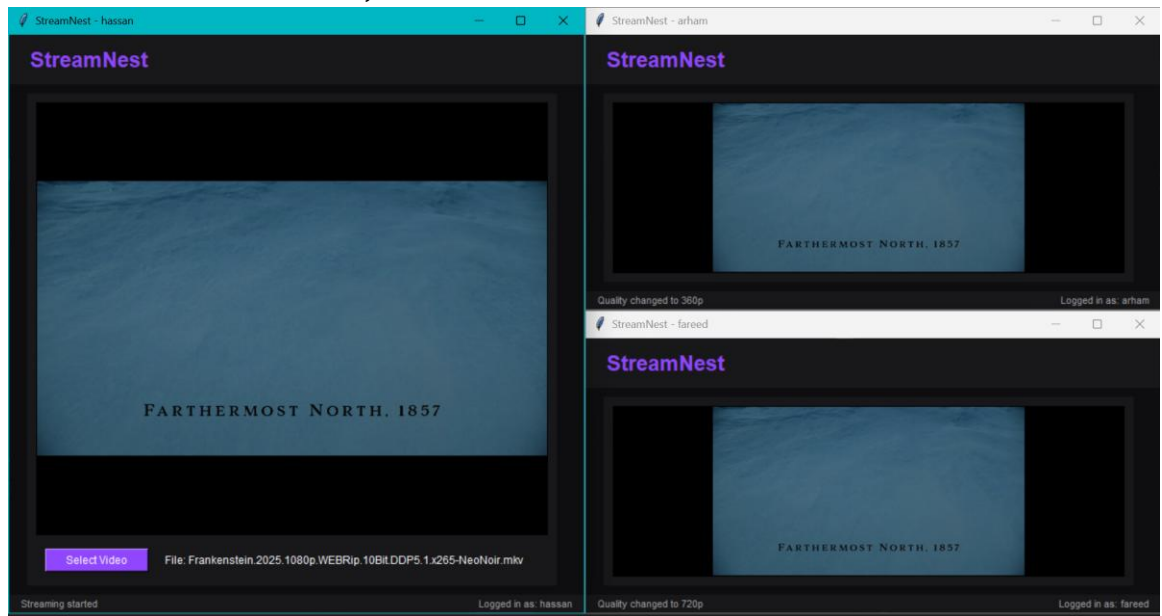 StreamNest - hassan
StreamNest
FARTHERMOST NORTH, 1857
Select Video
File: Frankenstein.2025.1080p.WEBRip.10Bit.DDP5.1.x265-NeoNoir.mkv
Streaming started
Logged in as: hassan
StreamNest - arham
StreamNest
FARTHERMOST NORTH, 1857
Quality changed to 360p
Logged in as: arham
StreamNest - fareed
StreamNest
FARTHERMOST NORTH, 1857
Quality changed to 720p
Logged in as: fareed